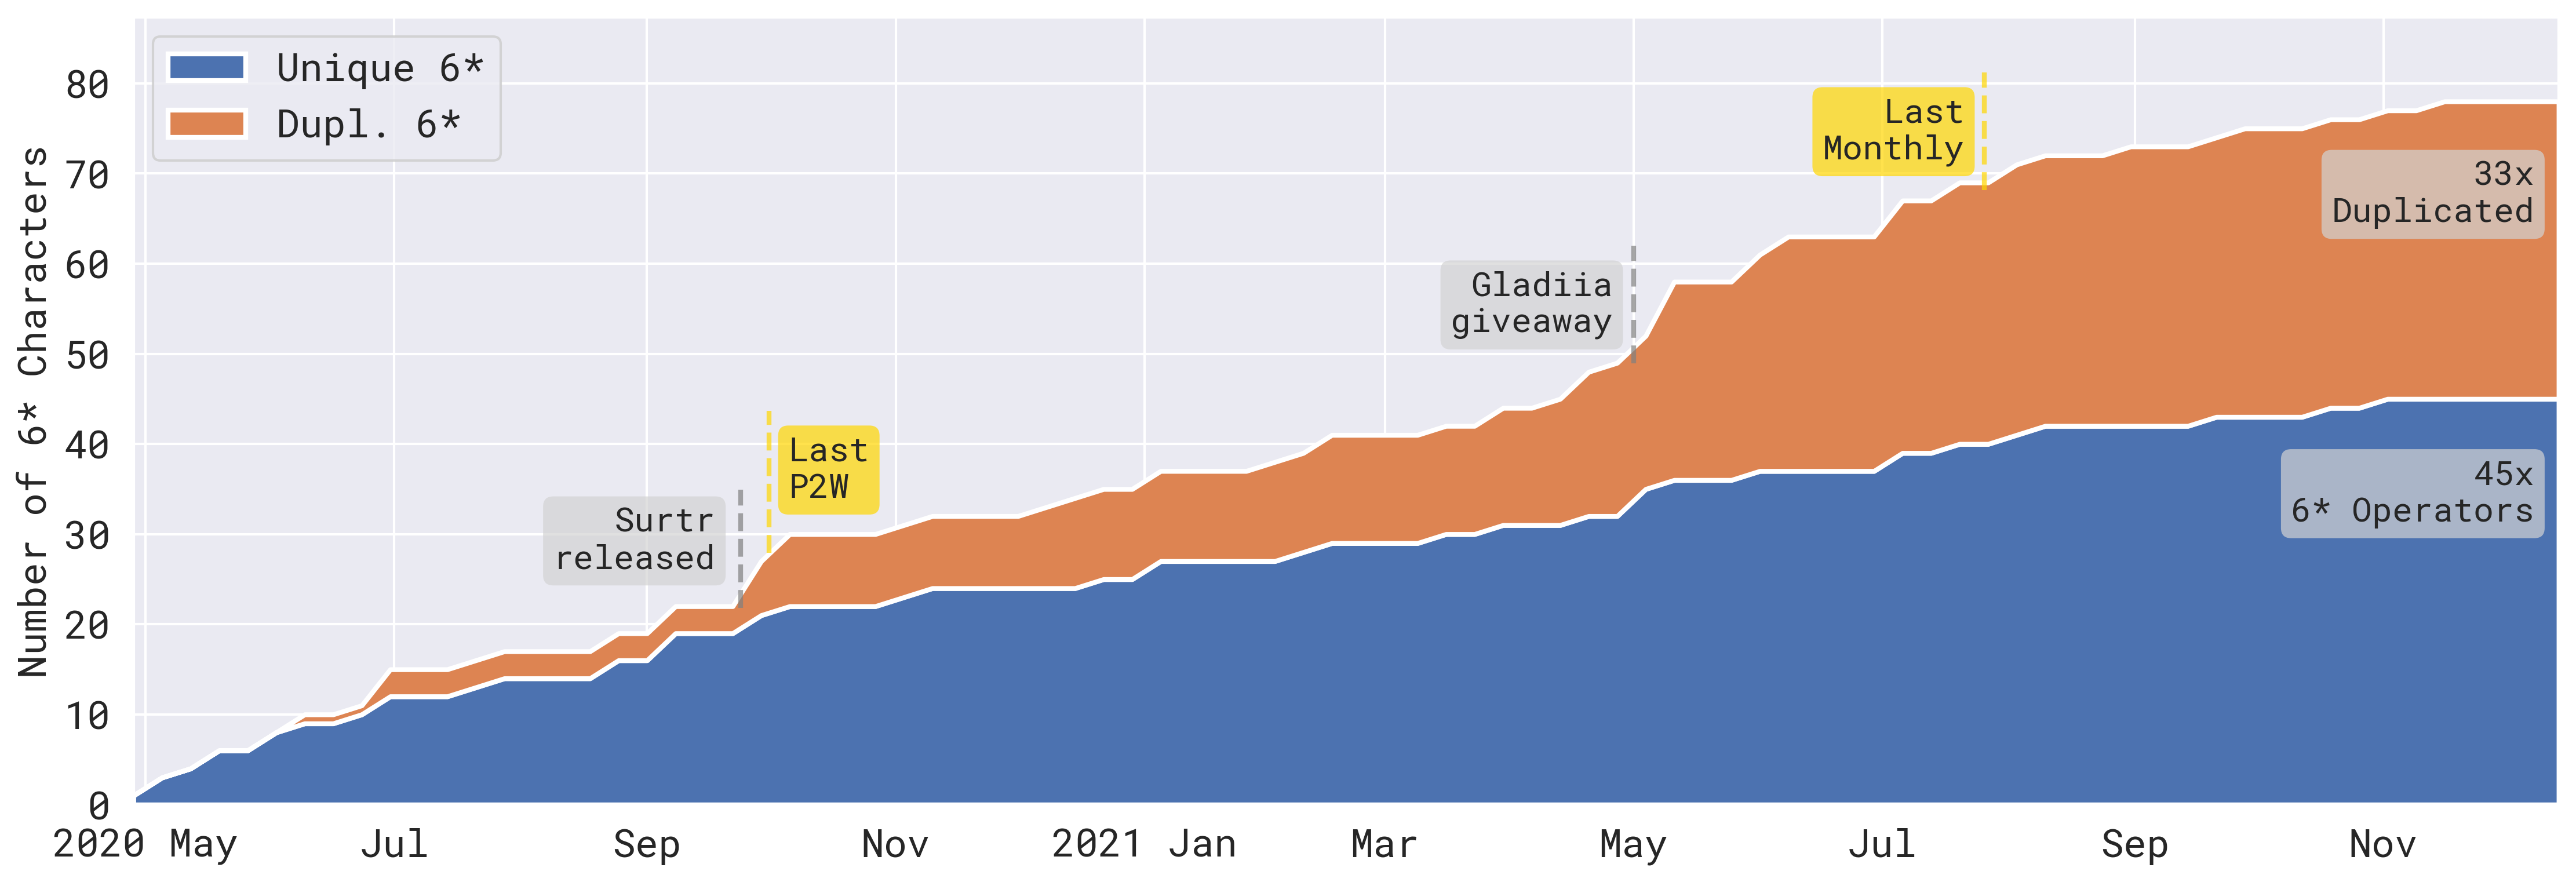 Unique 6*
Dupl. 6*
Number of 6* Characters
80
70
60
50
40
30
20
10
0
Last
Monthly
33x
Duplicated
Gladiia
giveaway
Last
P2W
Surtr
released
45x
6* Operators
2020 May
Jul
Sep
Nov
2021 Jan
Mar
May
Jul
Sep
Nov